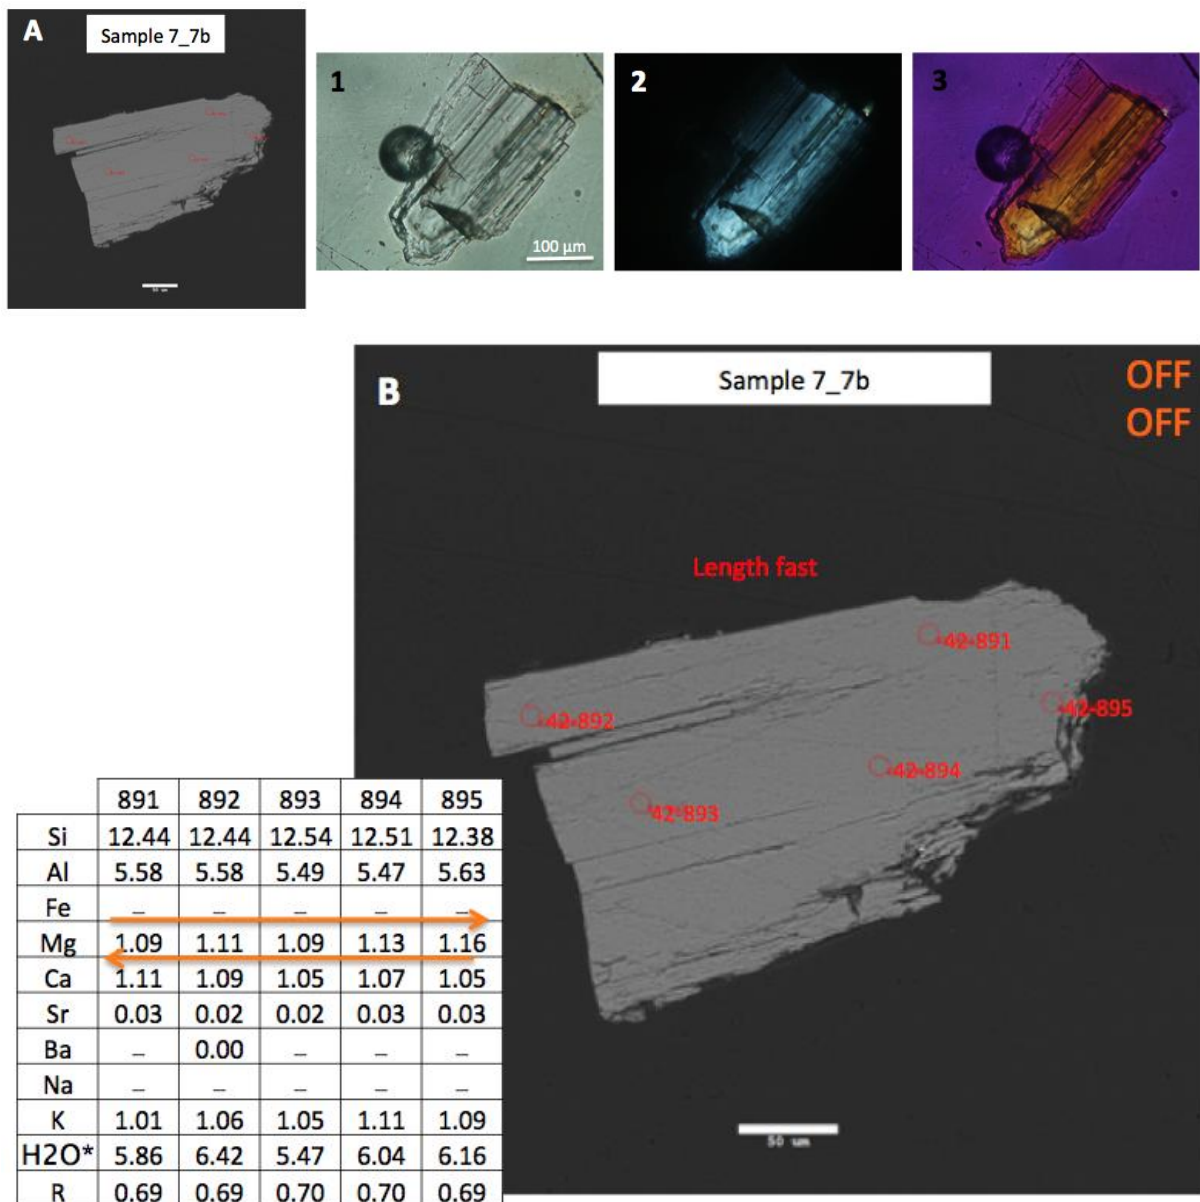 A
Sample 7_7b
1
2
3
100 µm
50 um
B
Sample 7_7b
OFF
OFF
Length fast
42-891
42-892
42-895
42-894
42-893
50 um
891 892 893 894 895
Si 12.44 12.44 12.54 12.51 12.38
Al 5.58 5.58 5.49 5.47 5.63
Fe – – – – –
Mg 1.09 1.11 1.09 1.13 1.16
Ca 1.11 1.09 1.05 1.07 1.05
Sr 0.03 0.02 0.02 0.03 0.03
Ba – 0.00 – – –
Na – – – – –
K 1.01 1.06 1.05 1.11 1.09
H2O* 5.86 6.42 5.47 6.04 6.16
R 0.69 0.69 0.70 0.70 0.69